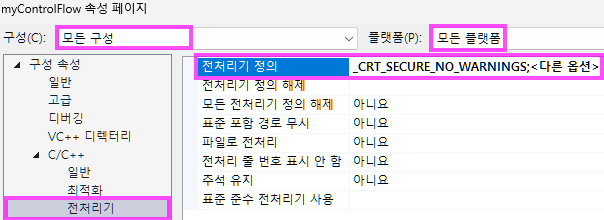 myControlFlow 속성 페이지
구성(C): 모든 구성 플랫폼(P): 모든 플랫폼
구성 속성
일반
고급
디버깅
VC++ 디렉터리
C/C++
일반
최적화
전처리기
전처리기 정의 _CRT_SECURE_NO_WARNINGS;<다른 옵션>
전처리기 정의 해제
모든 전처리기 정의 해제 아니요
표준 포함 경로 무시 아니요
파일로 전처리 아니요
전처리 줄 번호 표시 안 함 아니요
주석 유지 아니요
표준 준수 전처리기 사용